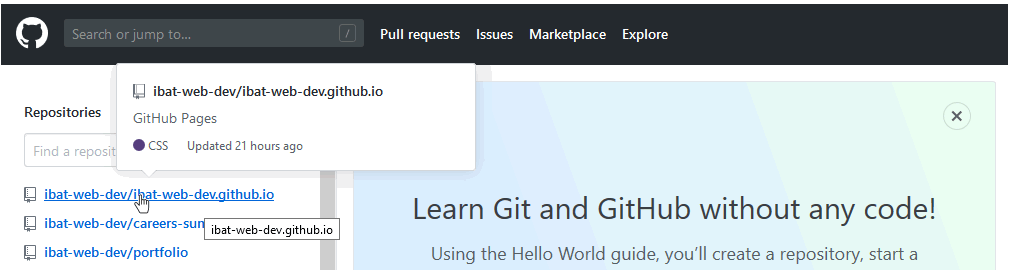 Search or jump to...
/
Pull requests
Issues
Marketplace
Explore
ibat-web-dev/ibat-web-dev.github.io
GitHub Pages
CSS
Updated 21 hours ago
Repositories
Find a reposit
ibat-web-dev/ibat-web-dev.github.io
ibat-web-dev/careers-sum
ibat-web-dev.github.io
ibat-web-dev/portfolio
Learn Git and GitHub without any code!
Using the Hello World guide, you’ll create a repository, start a